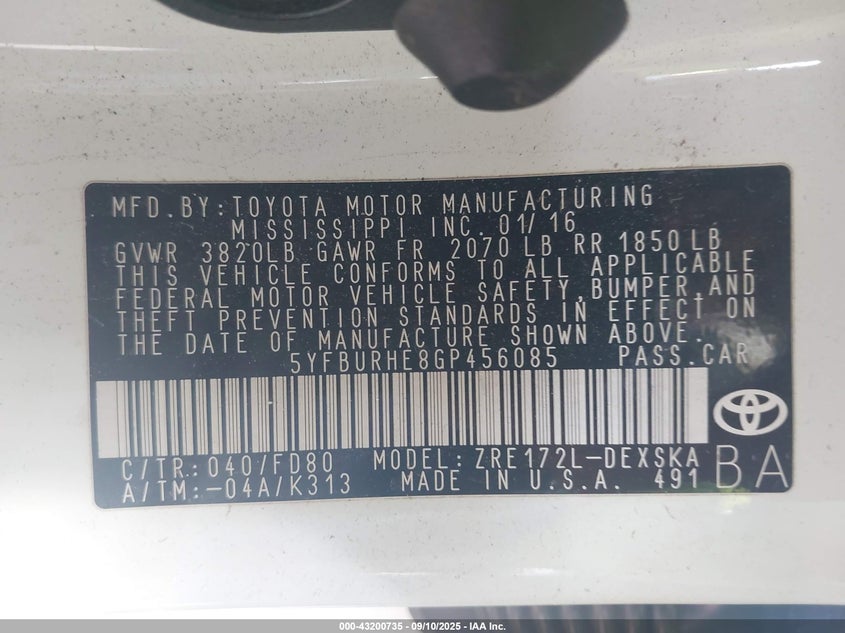 MFD.BY:TOYOTA MOTOR MANUFACTURING
MISSISSIPPI INC. 01/16
GVWR 3820LB GAWR FR 2070LB RR 1850LB
THIS VEHICLE CONFORMS TO ALL APPLICABLE
FEDERAL MOTOR VEHICLE SAFETY,BUMPER,AND
THEFT PREVENTION STANDARDS IN EFFECT ON
THE DATE OF MANUFACTURE SHOWN ABOVE.
5YFBURHE8GP456085 PASS.CAR
C/TR: 040/FD80 MODEL: ZRE172L-DEXSKA
A/TM:-04A/K313 MADE IN U.S.A. 491
BA
000-43200735 - 09/10/2025 - IAA Inc.